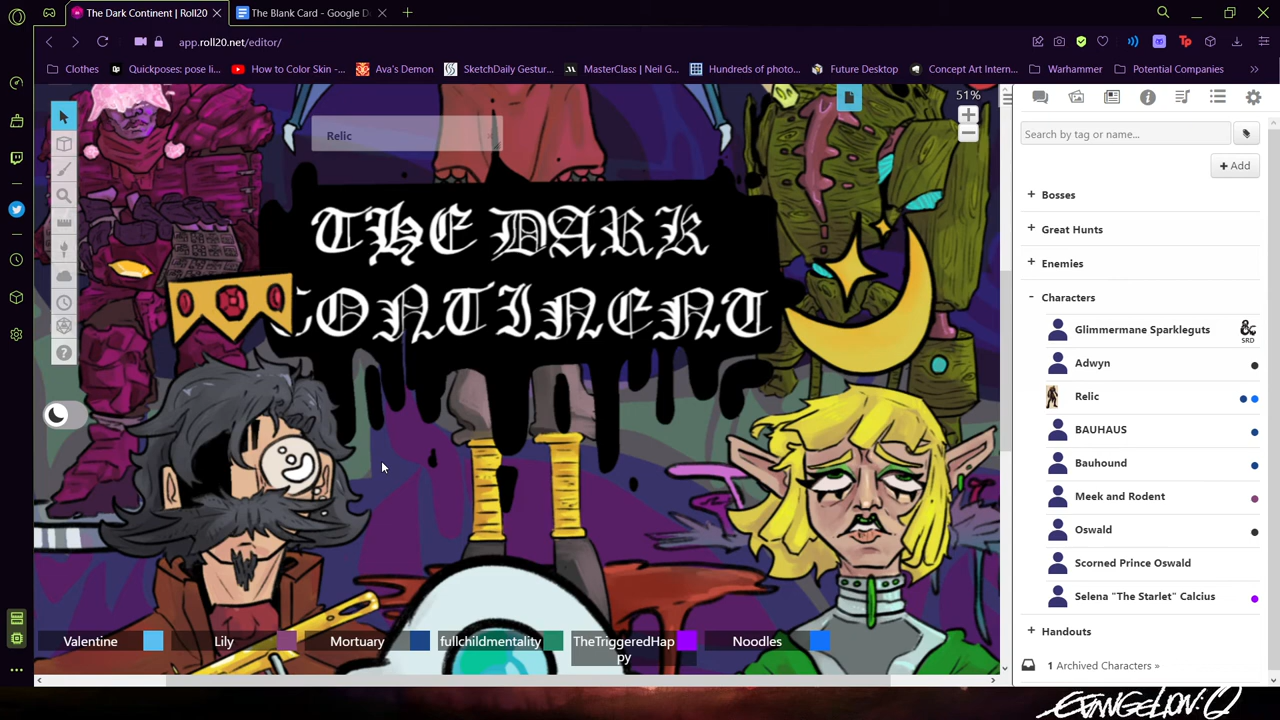 The Dark Continent | Roll20
The Blank Card - Google D
app.roll20.net/editor/
Clothes
Quickposes: pose li...
How to Color Skin -...
Ava's Demon
SketchDaily Gestur...
MasterClass | Neil G...
Hundreds of photo...
Future Desktop
Concept Art Intern...
Warhammer
Potential Companies
»
51%
Relic
THE DARK
CONTINENT
Search by tag or name...
+ Add
Bosses
Great Hunts
Enemies
Characters
Glimmermane Sparkleguts
SRD
Adwyn
Relic
BAUHAUS
Bauhound
Meek and Rodent
Oswald
Scorned Prince Oswald
Selena "The Starlet" Calcius
Handouts
1 Archived Characters »
Valentine
Lily
Mortuary
fullchildmentality
TheTriggeredHap
py
Noodles